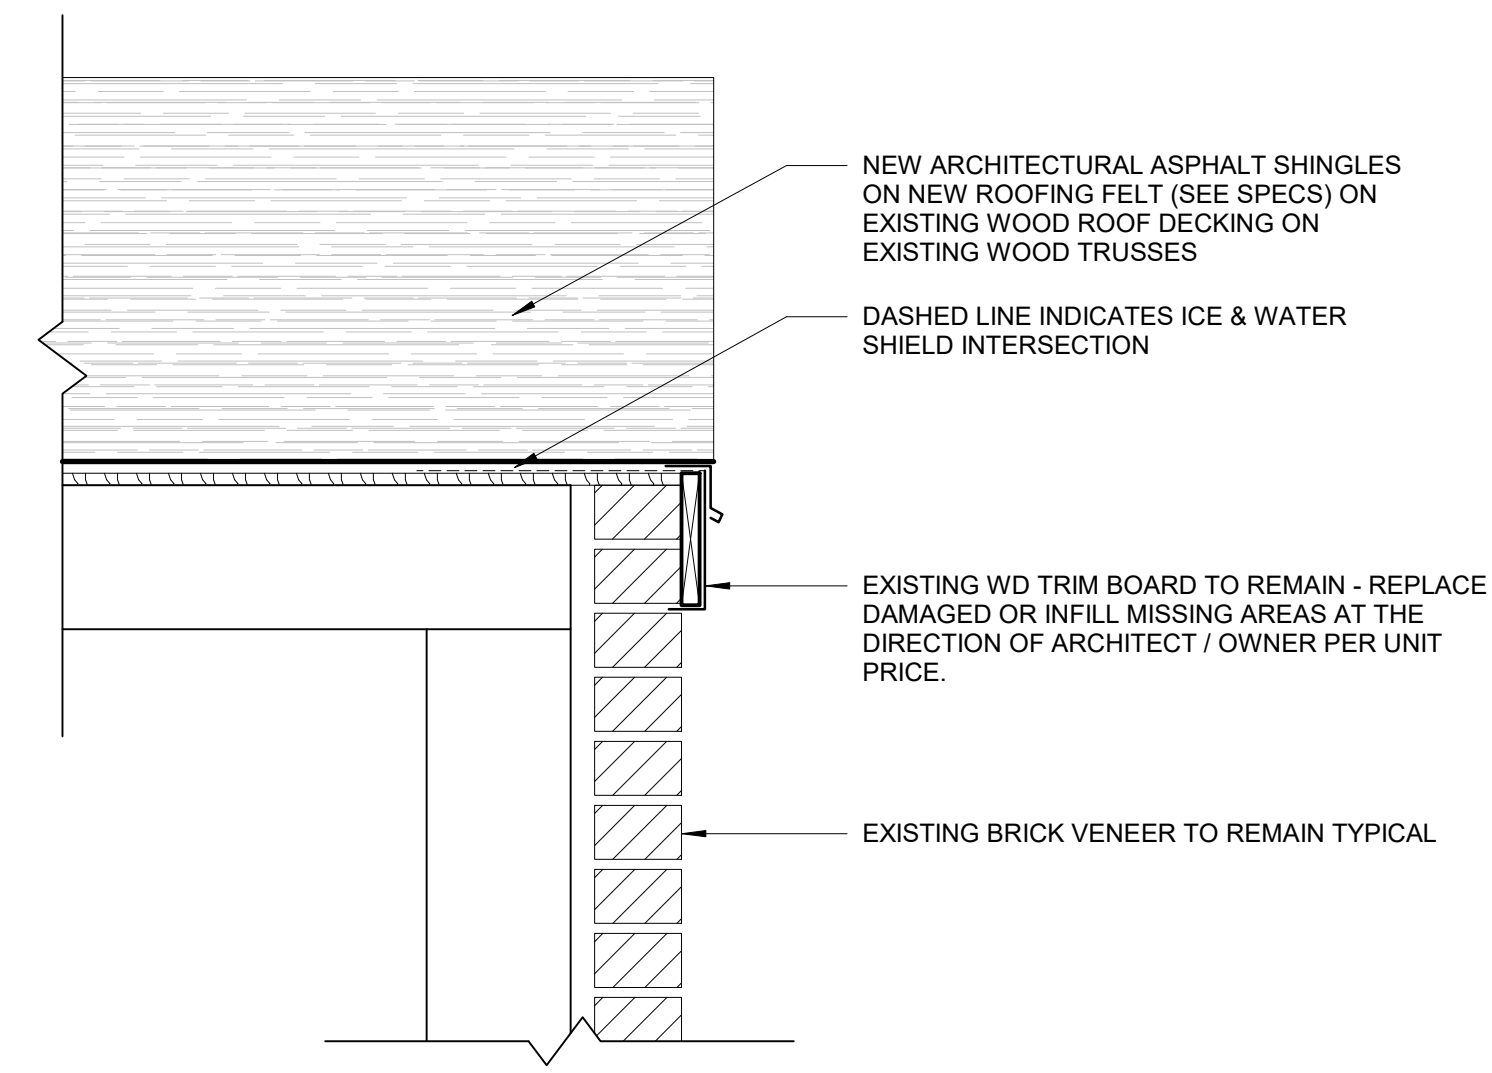 NEW ARCHITECTURAL ASPHALT SHINGLES
ON NEW ROOFING FELT (SEE SPECS) ON
EXISTING WOOD ROOF DECKING ON
EXISTING WOOD TRUSSES
DASHED LINE INDICATES ICE & WATER
SHIELD INTERSECTION
EXISTING WD TRIM BOARD TO REMAIN - REPLACE
DAMAGED OR INFILL MISSING AREAS AT THE
DIRECTION OF ARCHITECT / OWNER PER UNIT
PRICE.
EXISTING BRICK VENEER TO REMAIN TYPICAL